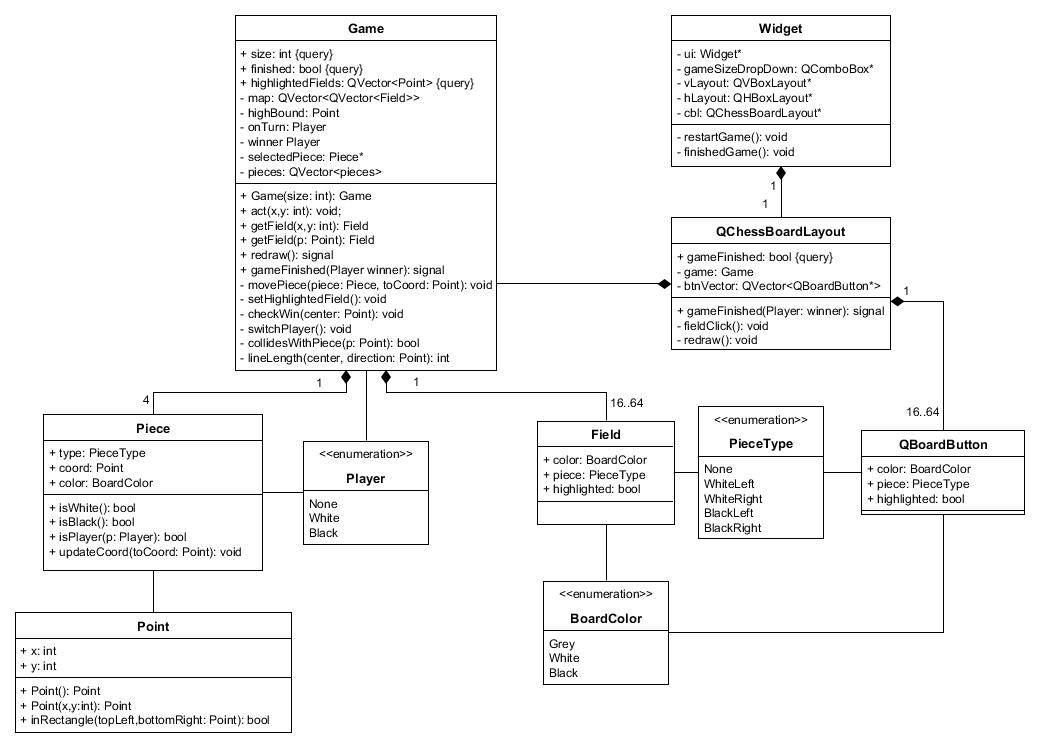 Game
+ size: int {query}
+ finished: bool {query}
+ highlightedFields: QVector<Point> {query}
- map: QVector<QVector<Field>>
- highBound: Point
- onTurn: Player
- winner Player
- selectedPiece: Piece*
- pieces: QVector<pieces>
+ Game(size: int): Game
+ act(x,y: int): void;
+ getField(x,y: int): Field
+ getField(p: Point): Field
+ redraw(): signal
+ gameFinished(Player winner): signal
- movePiece(piece: Piece, toCoord: Point): void
- setHighlightedField(): void
- checkWin(center: Point): void
- switchPlayer(): void
- collidesWithPiece(p: Point): bool
- lineLength(center, direction: Point): int
Widget
- ui: Widget*
- gameSizeDropDown: QComboBox*
- vLayout: QVBoxLayout*
- hLayout: QHBoxLayout*
- cbl: QChessBoardLayout*
- restartGame(): void
- finishedGame(): void
1
1
QChessBoardLayout
+ gameFinished: bool {query}
- game: Game
- btnVector: QVector<QBoardButton*>
+ gameFinished(Player: winner): signal
- fieldClick(): void
- redraw(): void
1
16..64
1
4
1
16..64
Piece
+ type: PieceType
+ coord: Point
+ color: BoardColor
+ isWhite(): bool
+ isBlack(): bool
+ isPlayer(p: Player): bool
+ updateCoord(toCoord: Point): void
<<enumeration>>
Player
None
White
Black
Field
+ color: BoardColor
+ piece: PieceType
+ highlighted: bool
<<enumeration>>
PieceType
None
WhiteLeft
WhiteRight
BlackLeft
BlackRight
QBoardButton
+ color: BoardColor
+ piece: PieceType
+ highlighted: bool
<<enumeration>>
BoardColor
Grey
White
Black
Point
+ x: int
+ y: int
+ Point(): Point
+ Point(x,y:int): Point
+ inRectangle(topLeft,bottomRight: Point): bool